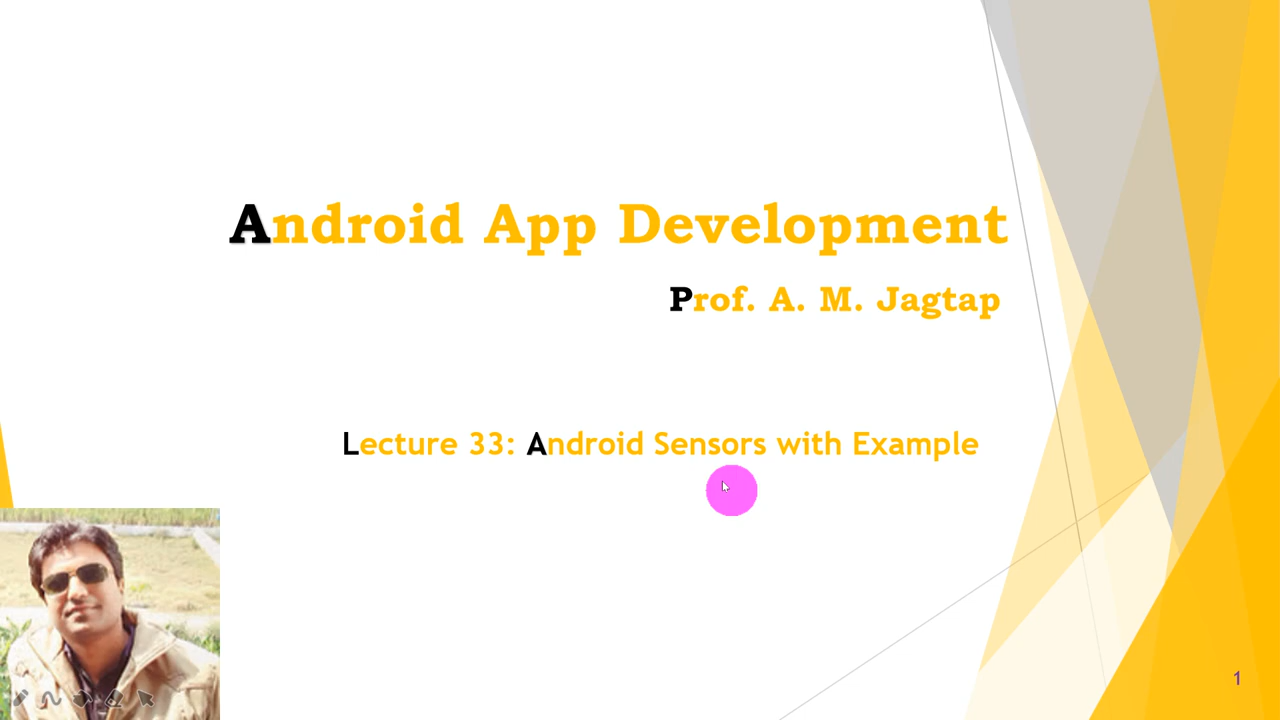 Android App Development
Prof. A. M. Jagtap
Lecture 33: Android Sensors with Example
1